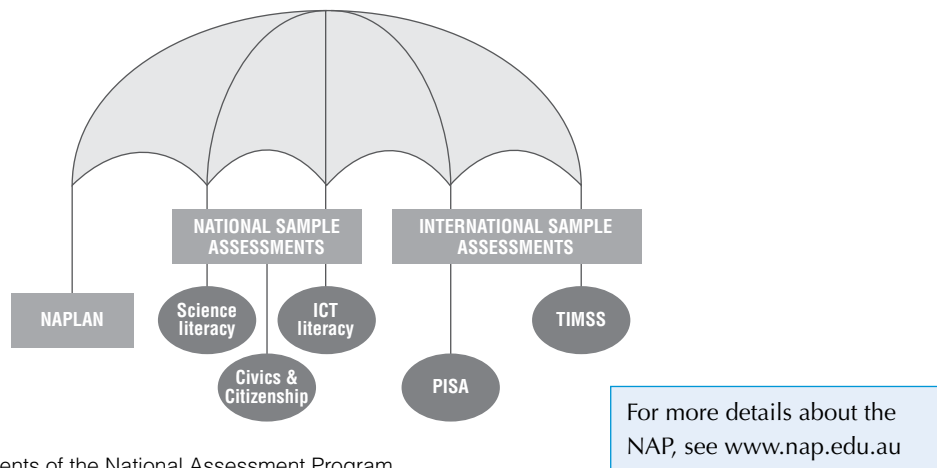 NATIONAL SAMPLE
ASSESSMENTS
INTERNATIONAL SAMPLE
ASSESSMENTS
NAPLAN
Science
literacy
ICT
literacy
TIMSS
Civics &
Citizenship
PISA
For more details about the
NAP, see www.nap.edu.au
of the National Assessment Program